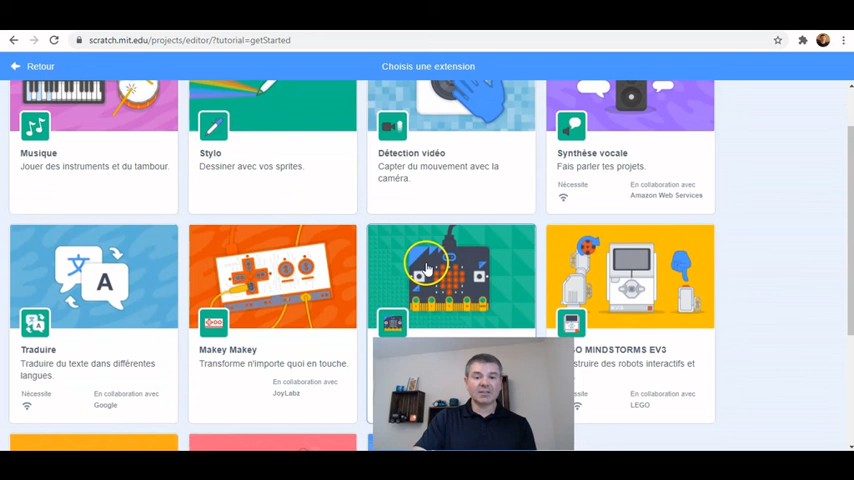 scratch.mit.edu/projects/editor/?tutorial=getStarted
Retour
Choisis une extension
Musique
Jouer des instruments et du tambour.
Stylo
Dessiner avec vos sprites.
Détection vidéo
Capter du mouvement avec la
caméra.
Synthèse vocale
Fais parler tes projets.
Nécessite
En collaboration avec
Amazon Web Services
Traduire
Traduire du texte dans différentes
langues.
Nécessite
En collaboration avec
Google
Makey Makey
Transforme n'importe quoi en touche.
En collaboration avec
JoyLabz
MINDSTORMS EV3
des robots interactifs et
En collaboration avec
LEGO